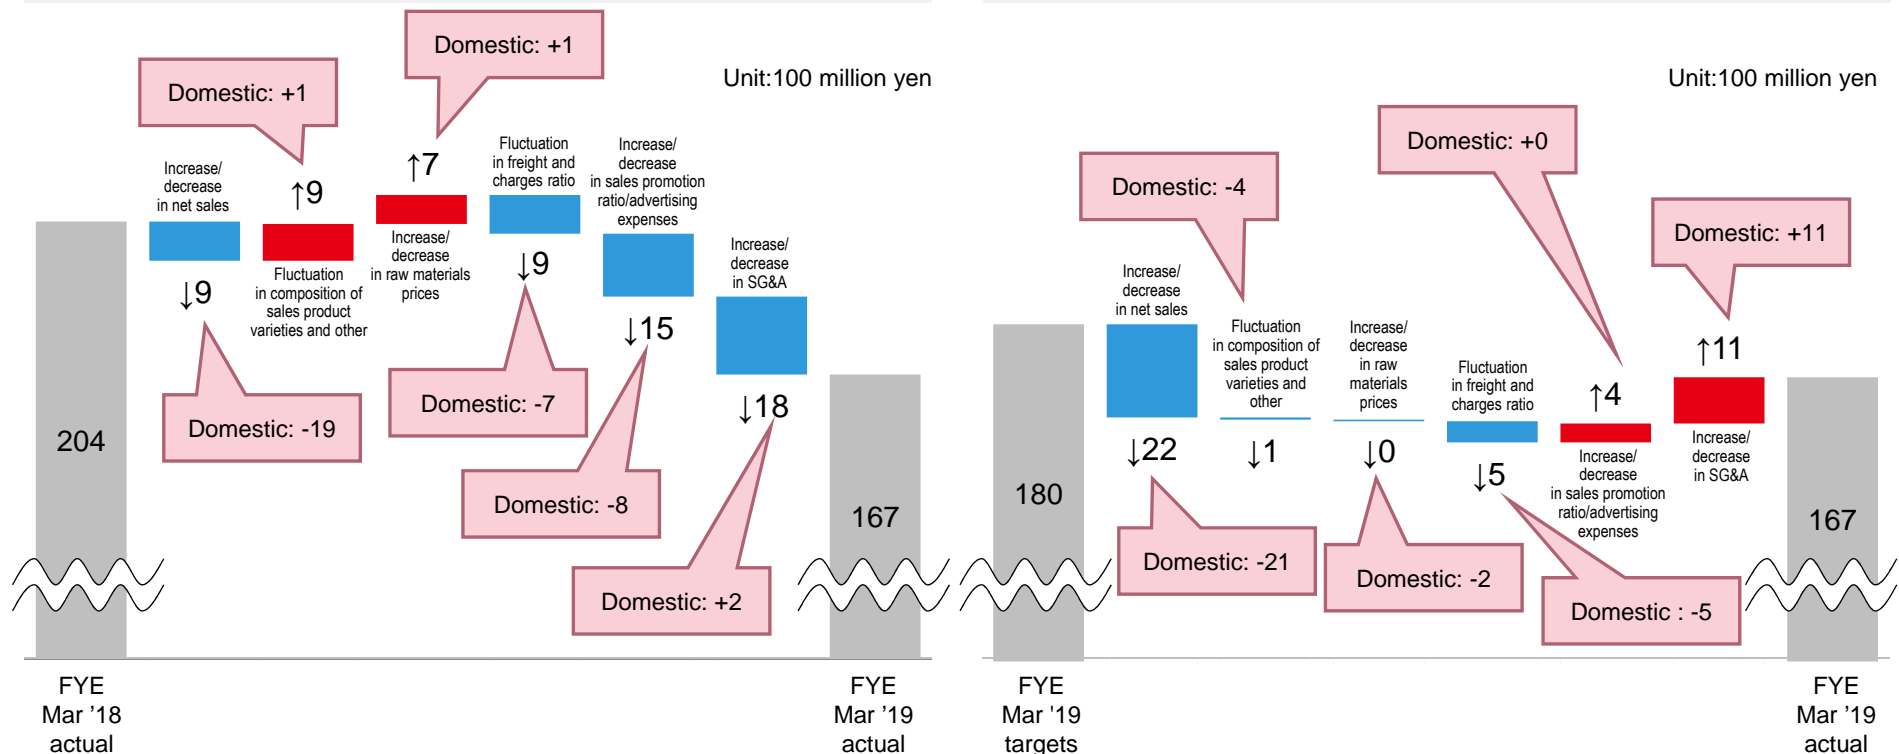 Unit:100 million yen
Domestic: +1
Domestic: +1
Increase/
decrease
in net sales
↓9
Domestic: -19
↑9
Fluctuation
in composition of
sales product
varieties and other
↑7
Increase/
decrease
in raw materials
prices
Fluctuation
in freight and
charges ratio
↓9
Domestic: -7
Increase/
decrease
in sales promotion
ratio/advertising
expenses
↓15
Domestic: -8
Increase/
decrease
in SG&A
↓18
Domestic: +2
204
167
FYE
Mar ’18
actual
FYE
Mar ’19
actual
Unit:100 million yen
Domestic: +0
Domestic: -4
Domestic: +11
Increase/
decrease
in net sales
↓22
Domestic: -21
Fluctuation
in composition of
sales product
varieties and
other
↓1
Increase/
decrease
in raw
materials
prices
↓0
Domestic: -2
Fluctuation
in freight and
charges ratio
↓5
Domestic : -5
↑4
Increase/
decrease
in sales promotion
ratio/advertising
expenses
↑11
Increase/
decrease
in SG&A
180
167
FYE
Mar '19
targets
FYE
Mar ’19
actual